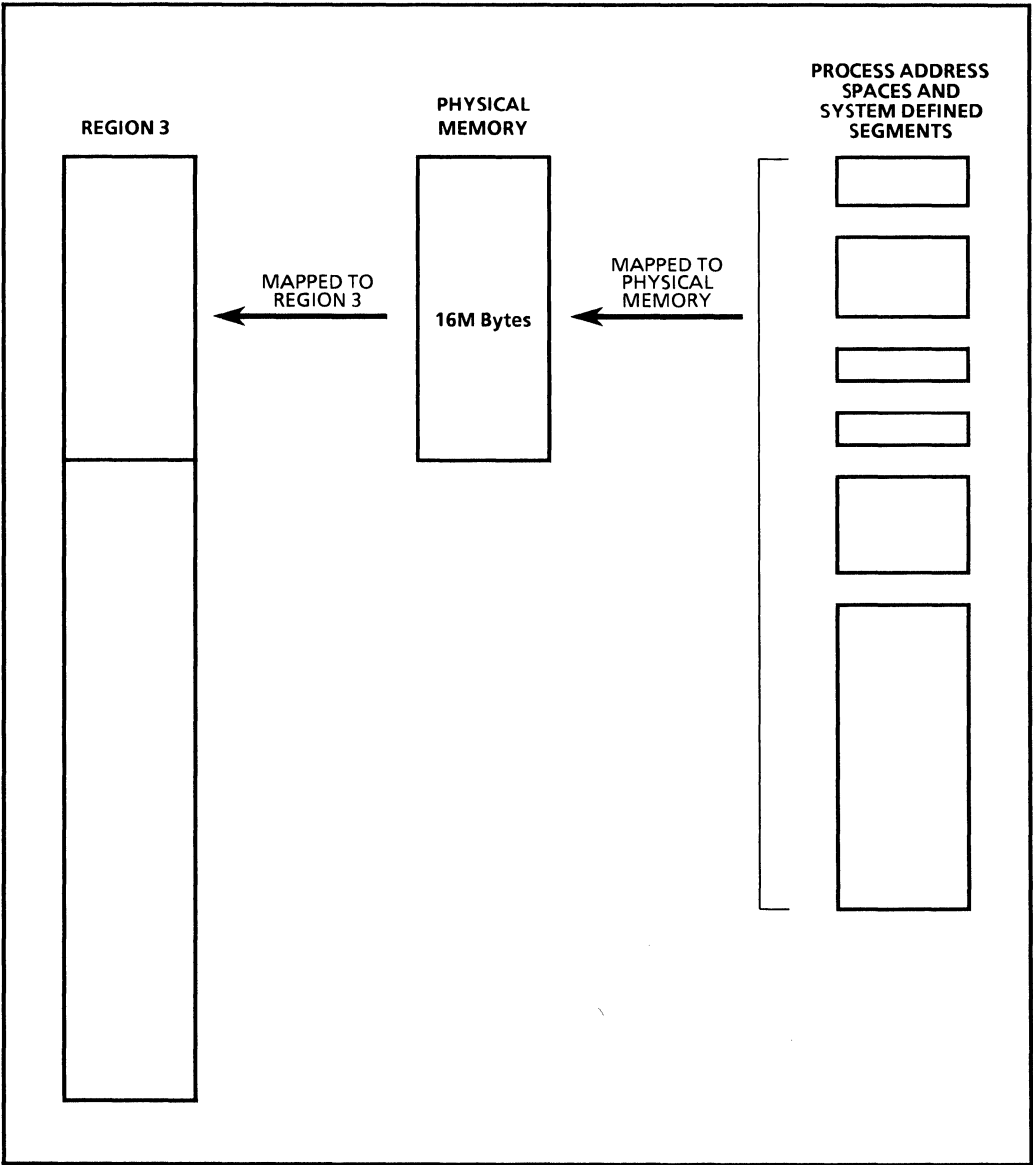 REGION 3
PHYSICAL
MEMORY
PROCESS ADDRESS
SPACES AND
SYSTEM DEFINED
SEGMENTS
MAPPED TO
REGION 3
16M Bytes
MAPPED TO
PHYSICAL
MEMORY